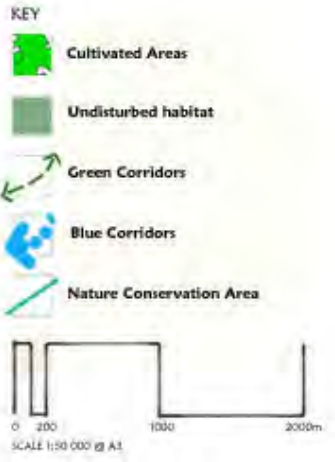 KEY
Cultivated Areas
Undisturbed habitat
Green Corridors
Blue Corridors
Nature Conservation Area
0 200 1000 2000m
SCALE 1:50 000 @ A3